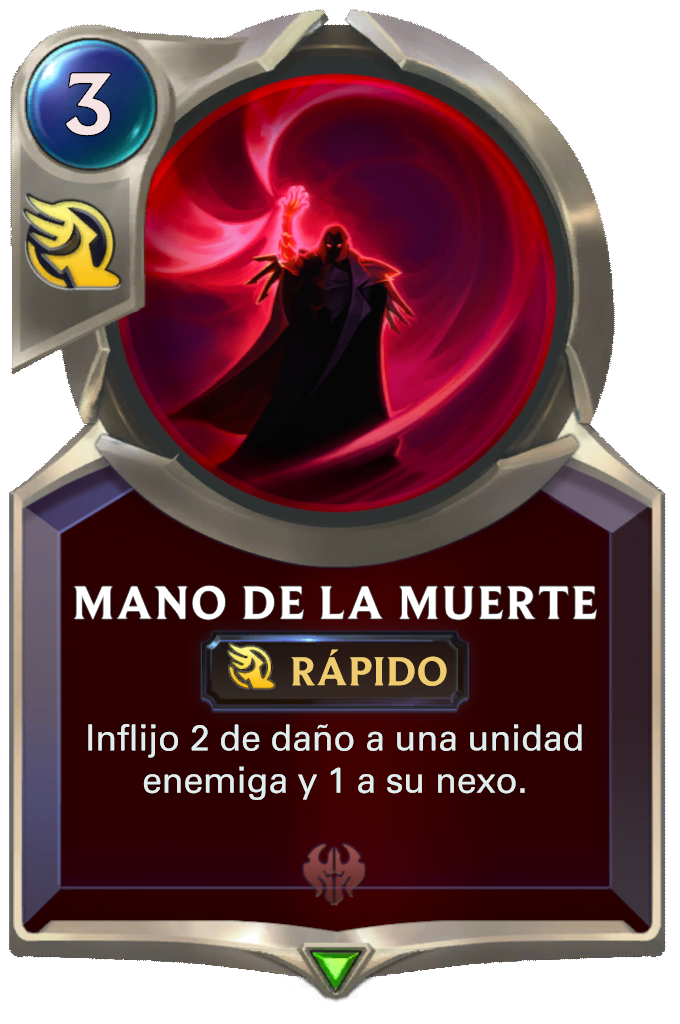 3
MANO DE LA MUERTE
RÁPIDO
Inflijo 2 de daño a una unidad
enemiga y 1 a su nexo.